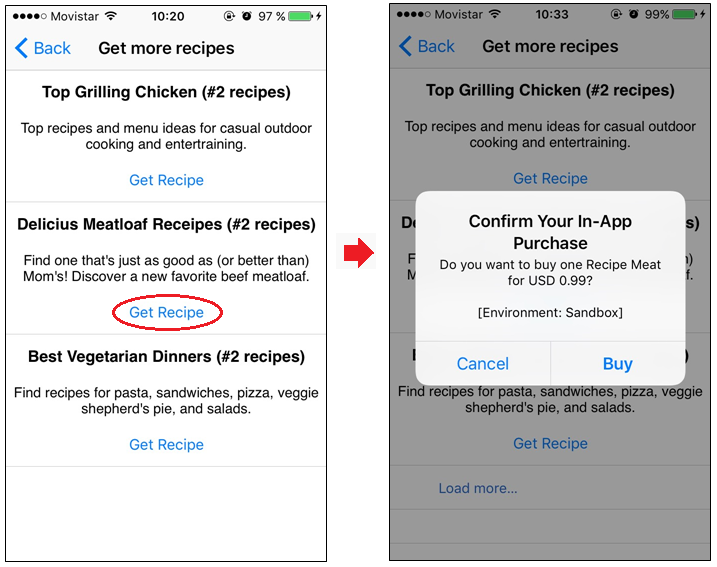 Movistar 10:20 97 %
Back Get more recipes
Top Grilling Chicken (#2 recipes)
Top recipes and menu ideas for casual outdoor
cooking and entertraining.
Get Recipe
Delicius Meatloaf Receipes (#2 recipes)
Find one that's just as good as (or better than)
Mom's! Discover a new favorite beef meatloaf.
Get Recipe
Best Vegetarian Dinners (#2 recipes)
Find recipes for pasta, sandwiches, pizza, veggie
shepherd's pie, and salads.
Get Recipe
Movistar 10:33 99%
Back Get more recipes
Top Grilling Chicken (#2 recipes)
Top recipes and menu ideas for casual outdoor
cooking and entertraining.
Get Recipe
Confirm Your In-App
Purchase
Do you want to buy one Recipe Meat
for USD 0.99?
[Environment: Sandbox]
Cancel Buy
Find recipes for pasta, sandwiches, pizza, veggie
shepherd's pie, and salads.
Get Recipe
Load more...